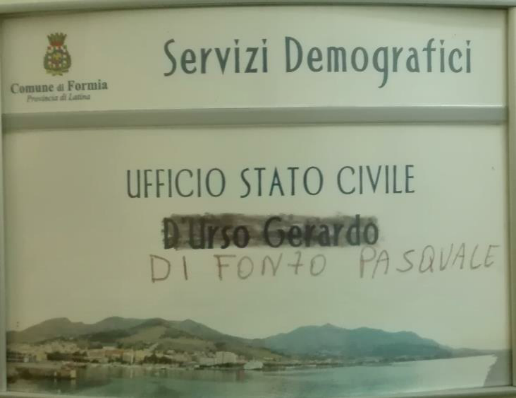 Servizi Demografici
Comune di Formia
Provincia di Latina
UFFICIO STATO CIVILE
D'Urso Gerardo
DI FONZO PASQUALE